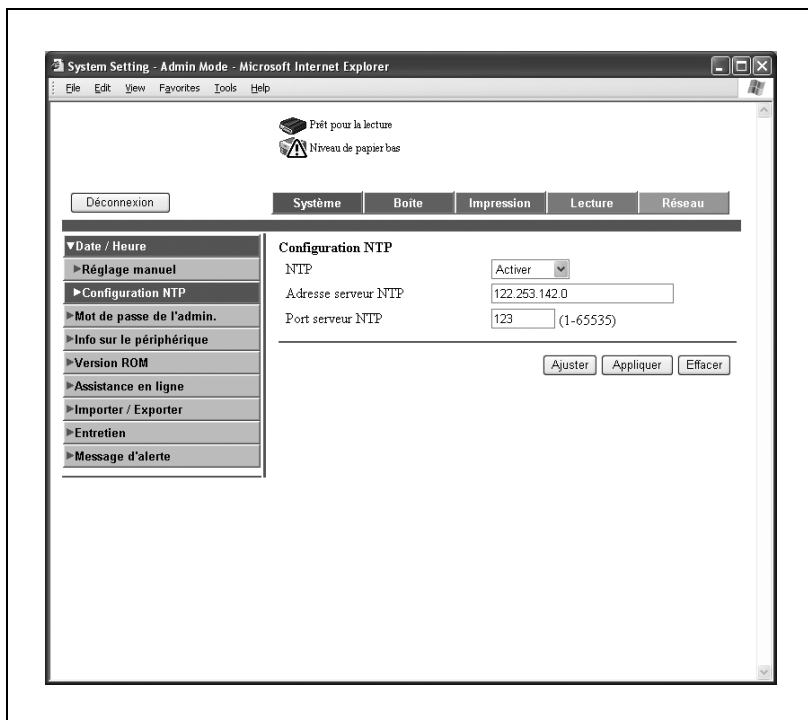 System Setting - Admin Mode - Microsoft Internet Explorer
File Edit View Favorites Tools Help
Prêt pour la lecture
Niveau de papier bas
Déconnexion
Système Boîte Impression Lecture Réseau
▼Date / Heure
►Réglage manuel
►Configuration NTP
►Mot de passe de l'admin.
►Info sur le périphérique
►Version ROM
►Assistance en ligne
►Importer / Exporter
►Entretien
►Message d'alerte
Configuration NTP
NTP Activer
Adresse serveur NTP 122.253.142.0
Port serveur NTP 123 (1-65535)
Ajuster Appliquer Effacer